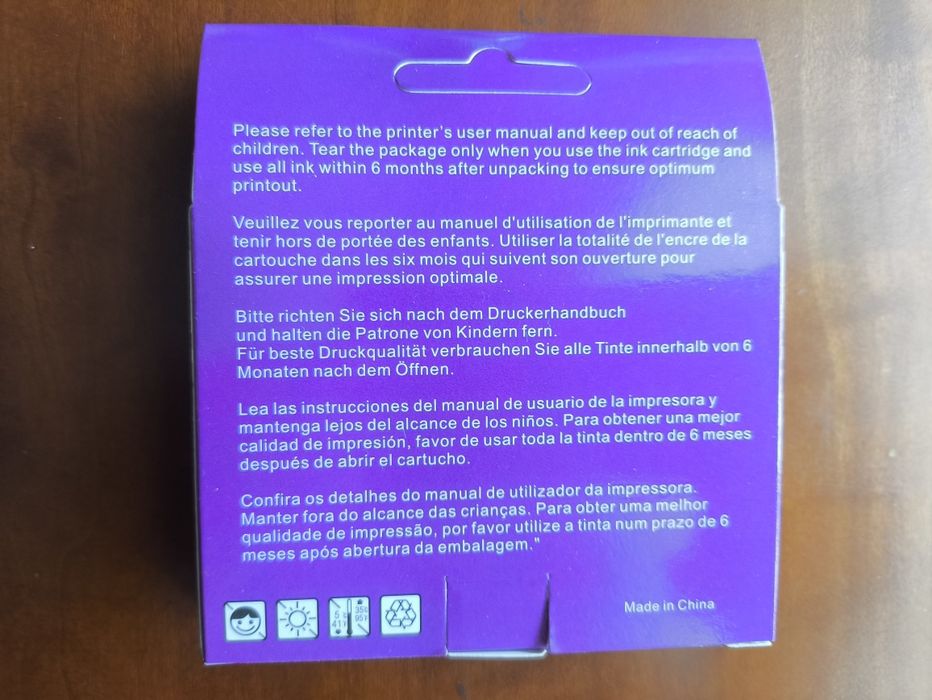 Please refer to the printer's user manual and keep out of reach of
children. Tear the package only when you use the ink cartridge and
use all ink within 6 months after unpacking to ensure optimum
printout.
Veuillez vous reporter au manuel d'utilisation de l'imprimante et
tenir hors de portée des enfants. Utiliser la totalité de l'encre de la
cartouche dans les six mois qui suivent son ouverture pour
assurer une impression optimale.
Bitte richten Sie sich nach dem Druckerhandbuch
und halten die Patrone von Kindern fern.
Für beste Druckqualität verbrauchen Sie alle Tinte innerhalb von 6
Monaten nach dem Öffnen.
Lea las instrucciones del manual de usuario de la impresora y
mantenga lejos del alcance de los niños. Para obtener una mejor
calidad de impresión, favor de usar toda la tinta dentro de 6 meses
después de abrir el cartucho.
Confira os detalhes do manual de utilizador da impressora.
Manter fora do alcance das crianças. Para obter uma melhor
qualidade de impressão, por favor utilize a tinta num prazo de 6
meses após abertura da embalagem."
5℃ 35℃
41℉ 95℉
Made in China